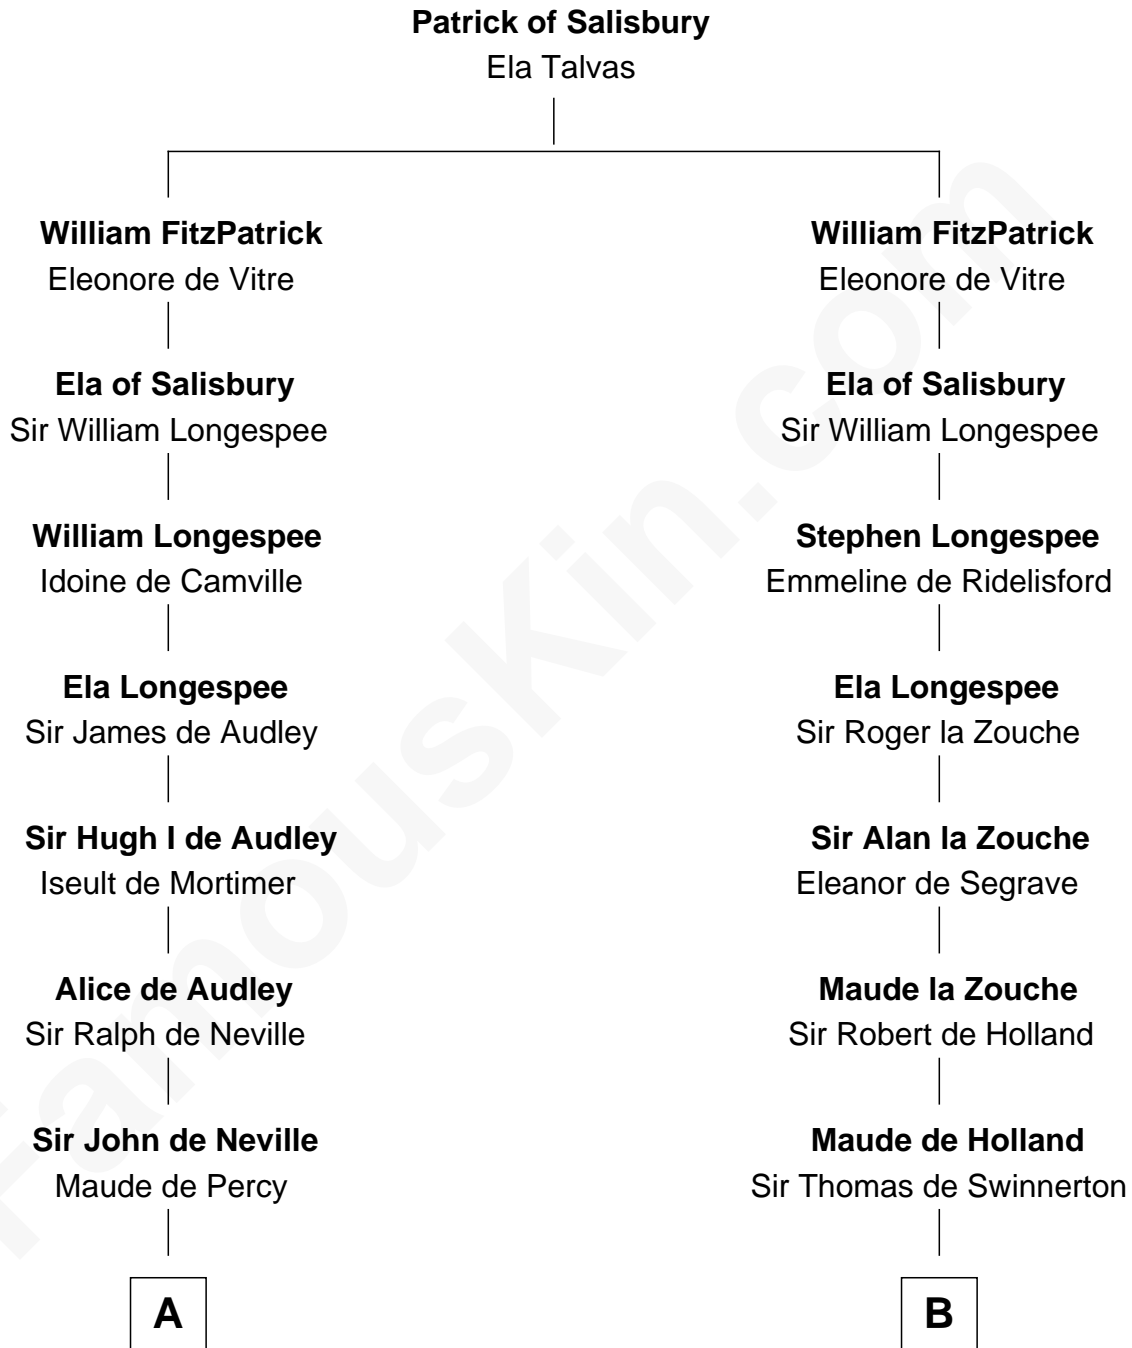 Patrick of Salisbury
Ela Talvas
William FitzPatrick
Eleonore de Vitre
Ela of Salisbury
Sir William Longespee
William Longespee
Idoine de Camville
Ela Longespee
Sir James de Audley
Sir Hugh I de Audley
Iseult de Mortimer
Alice de Audley
Sir Ralph de Neville
Sir John de Neville
Maude de Percy
A
William FitzPatrick
Eleonore de Vitre
Ela of Salisbury
Sir William Longespee
Stephen Longespee
Emmeline de Ridelisford
Ela Longespee
Sir Roger la Zouche
Sir Alan la Zouche
Eleanor de Segrave
Maude la Zouche
Sir Robert de Holland
Maude de Holland
Sir Thomas de Swinnerton
B
FamousKin.com